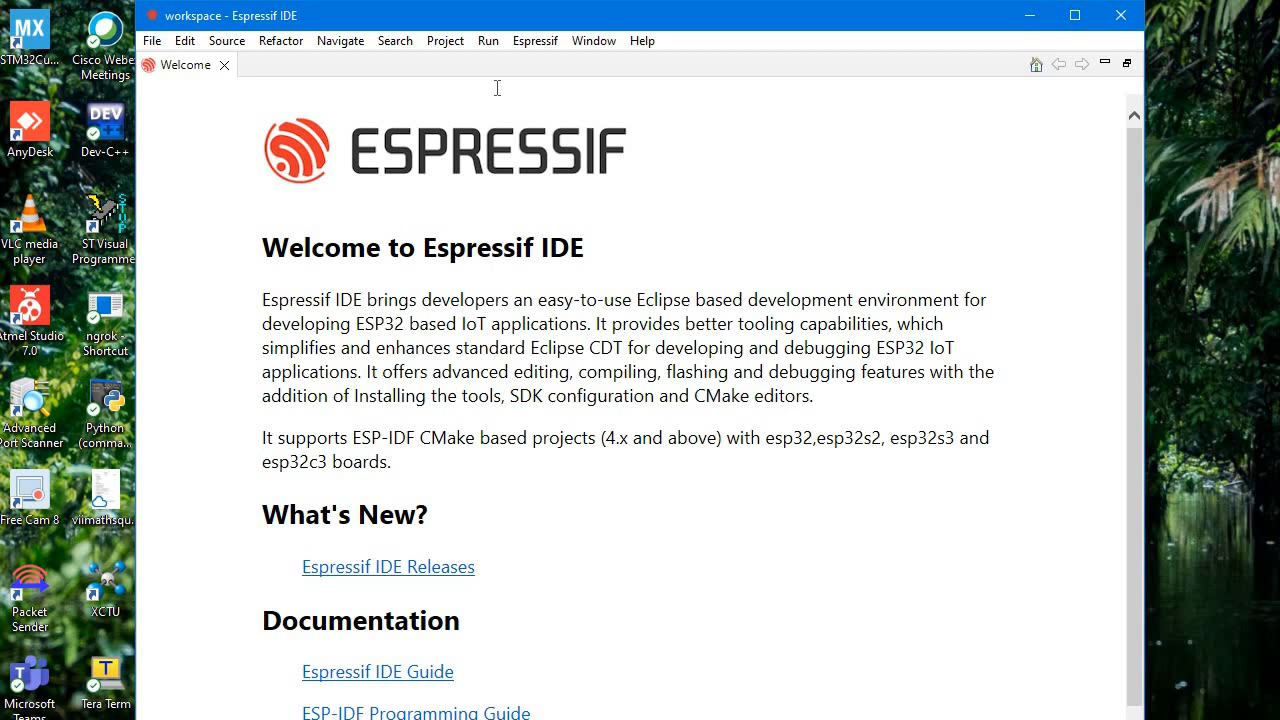 workspace - Espressif IDE
File Edit Source Refactor Navigate Search Project Run Espressif Window Help
Welcome
ESPRESSIF
Welcome to Espressif IDE
Espressif IDE brings developers an easy-to-use Eclipse based development environment for
developing ESP32 based IoT applications. It provides better tooling capabilities, which
simplifies and enhances standard Eclipse CDT for developing and debugging ESP32 IoT
applications. It offers advanced editing, compiling, flashing and debugging features with the
addition of Installing the tools, SDK configuration and CMake editors.
It supports ESP-IDF CMake based projects (4.x and above) with esp32,esp32s2, esp32s3 and
esp32c3 boards.
What's New?
Espressif IDE Releases
Documentation
Espressif IDE Guide
ESP-IDF Programming Guide
MX
STM32Cu...
Cisco Webe
Meetings
AnyDesk
DEV
Dev-C++
VLC media
player
STVP
ST Visual
Programme
Atmel Studio
7.0
ngrok -
Shortcut
Advanced
Port Scanner
Python
(comma...
Free Cam 8
viimathsqu...
Packet
Sender
XCTU
T
Microsoft
Teams
T
Tera Term